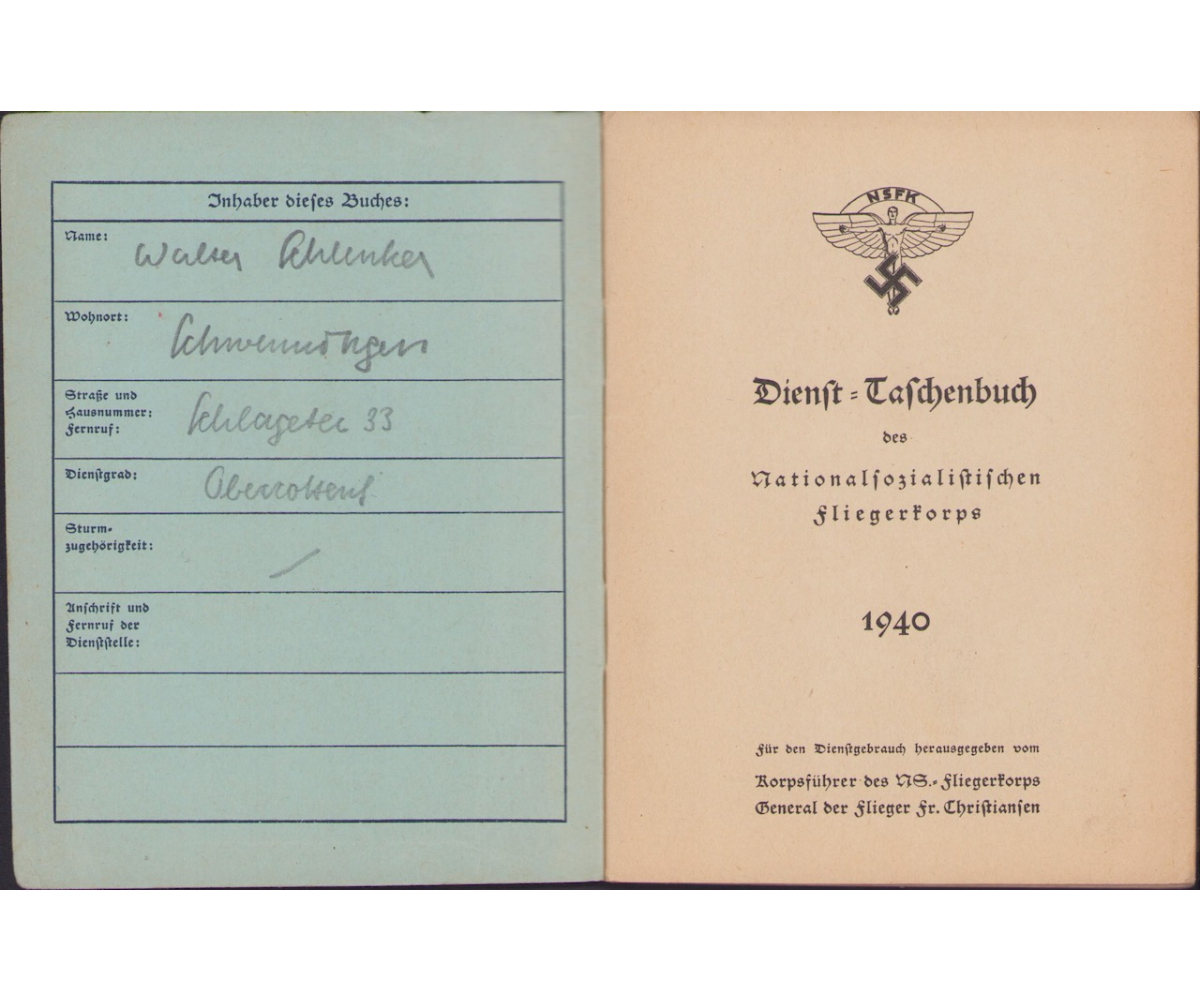 Inhaber dieses Buches:
Name: Walter Schlenker
Wohnort: Schwenningen
Straße und
Hausnummer: Schlageter 33
Fernruf:
Dienstgrad:
Sturm-
zugehörigkeit:
Anschrift und
Fernruf der
Dienststelle:
NSFK
Dienst-Taschenbuch
des
Nationalsozialistischen
Fliegerkorps
1940
Für den Dienstgebrauch herausgegeben vom
Korpsführer des NS.-Fliegerkorps
General der Flieger Fr. Christiansen